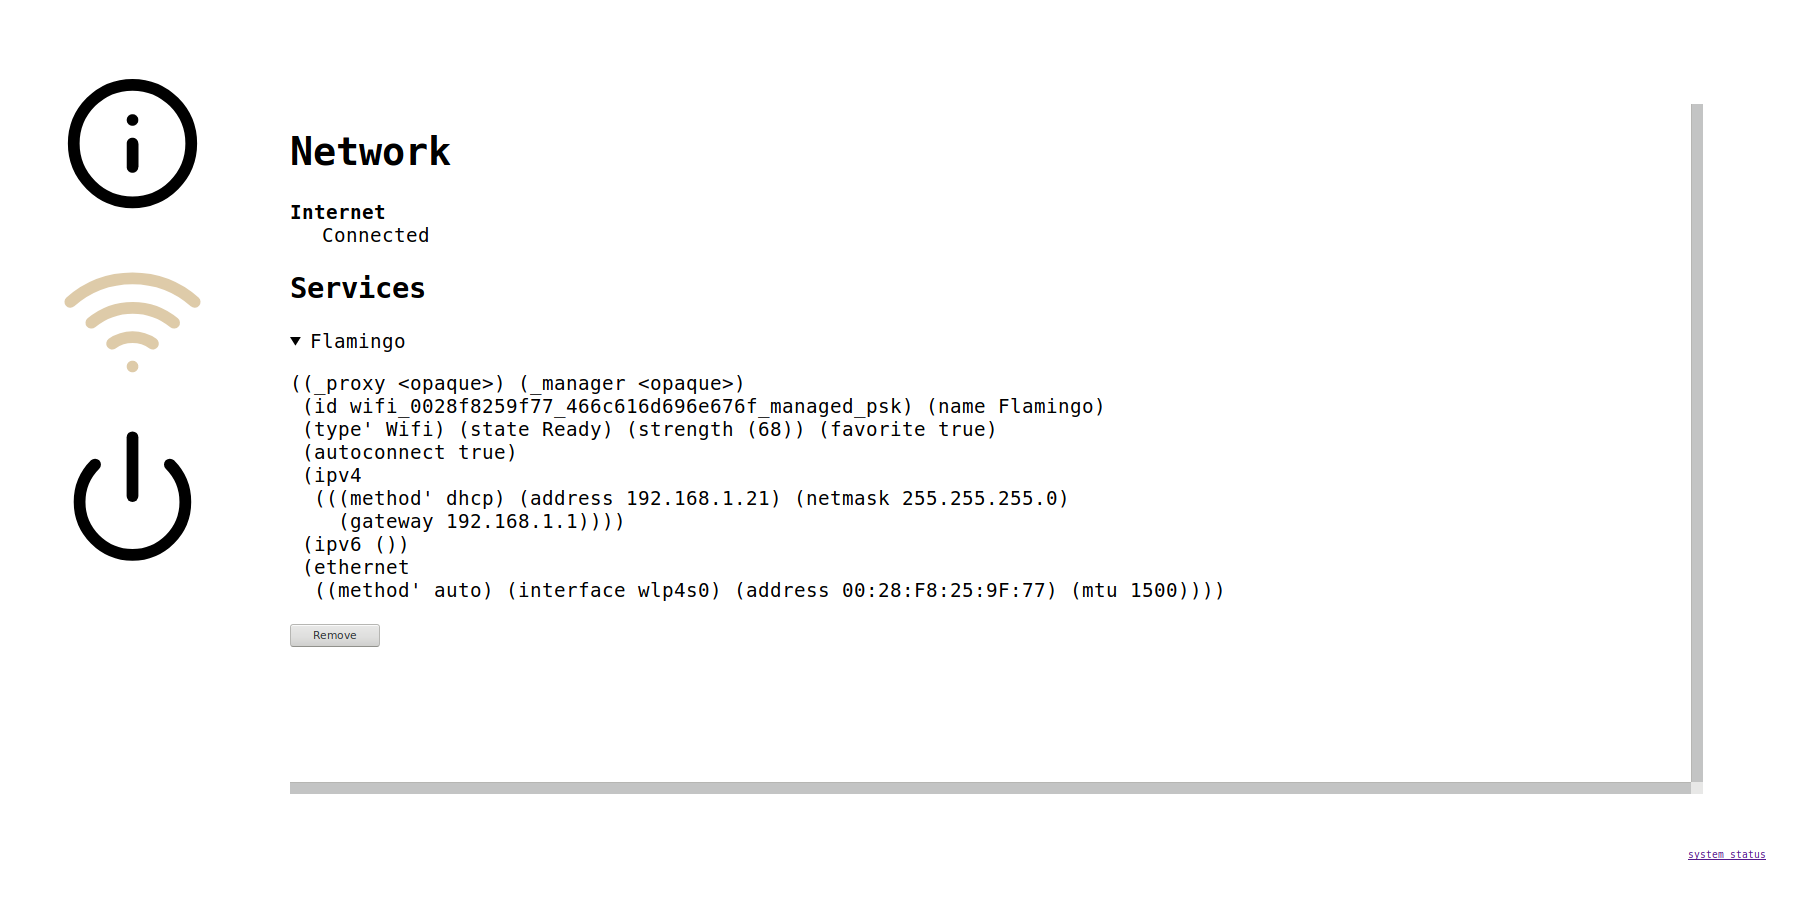 Network
Internet
Connected
Services
Flamingo
((_proxy <opaque>) (_manager <opaque>)
(id wifi_0028f8259f77_466c616d696e676f_managed_psk) (name Flamingo)
(type' Wifi) (state Ready) (strength (68)) (favorite true)
(autoconnect true)
(ipv4
(((method' dhcp) (address 192.168.1.21) (netmask 255.255.255.0)
(gateway 192.168.1.1))))
(ipv6 ())
(ethernet
((method' auto) (interface wlp4s0) (address 00:28:F8:25:9F:77) (mtu 1500))))
Remove
system status